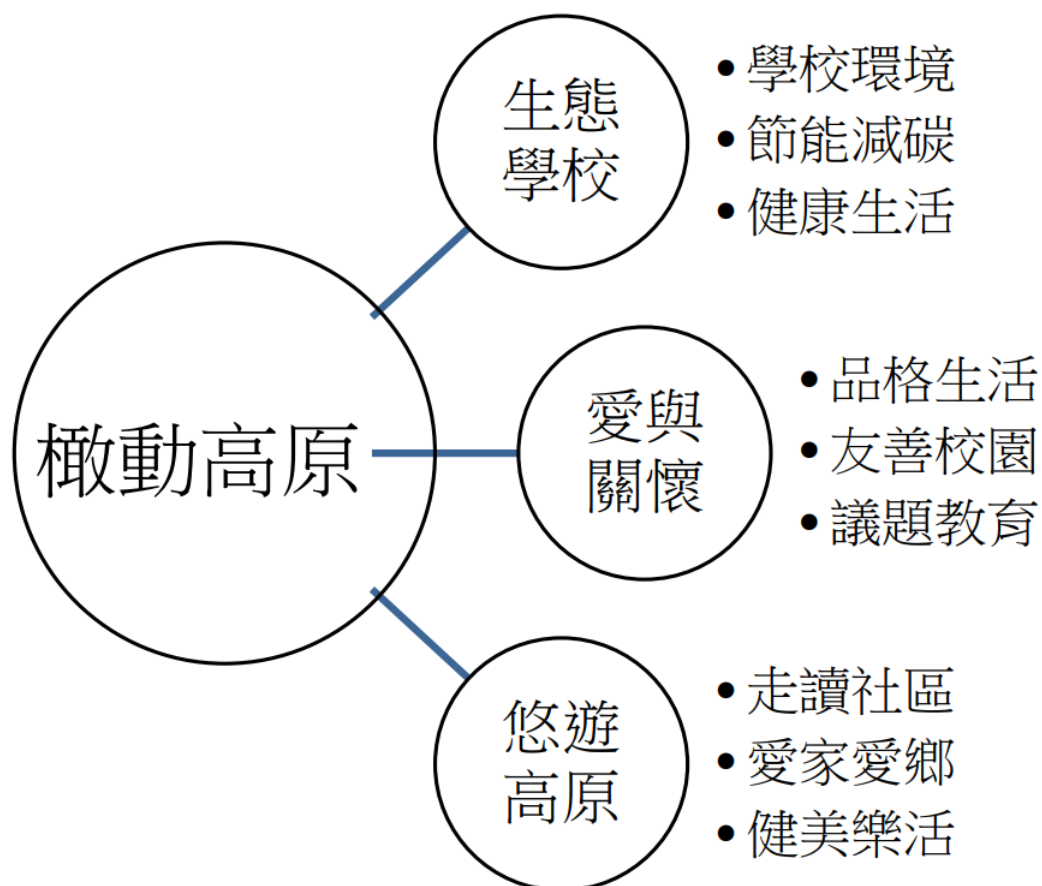 橄動高原
生態
學校
• 學校環境
• 節能減碳
• 健康生活
愛與
關懷
• 品格生活
• 友善校園
• 議題教育
悠遊
高原
• 走讀社區
• 愛家愛鄉
• 健美樂活